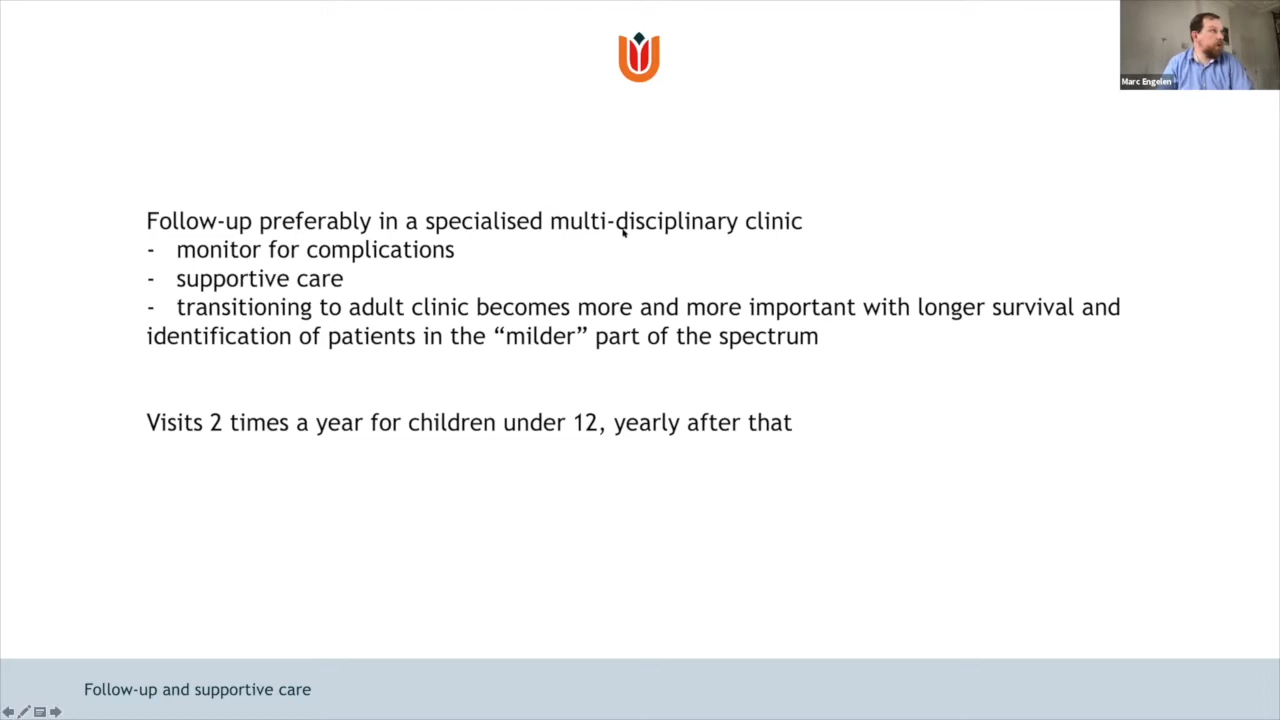 Marc Engelen
Follow-up preferably in a specialised multi-disciplinary clinic
- monitor for complications
- supportive care
- transitioning to adult clinic becomes more and more important with longer survival and
identification of patients in the “milder” part of the spectrum
Visits 2 times a year for children under 12, yearly after that
Follow-up and supportive care